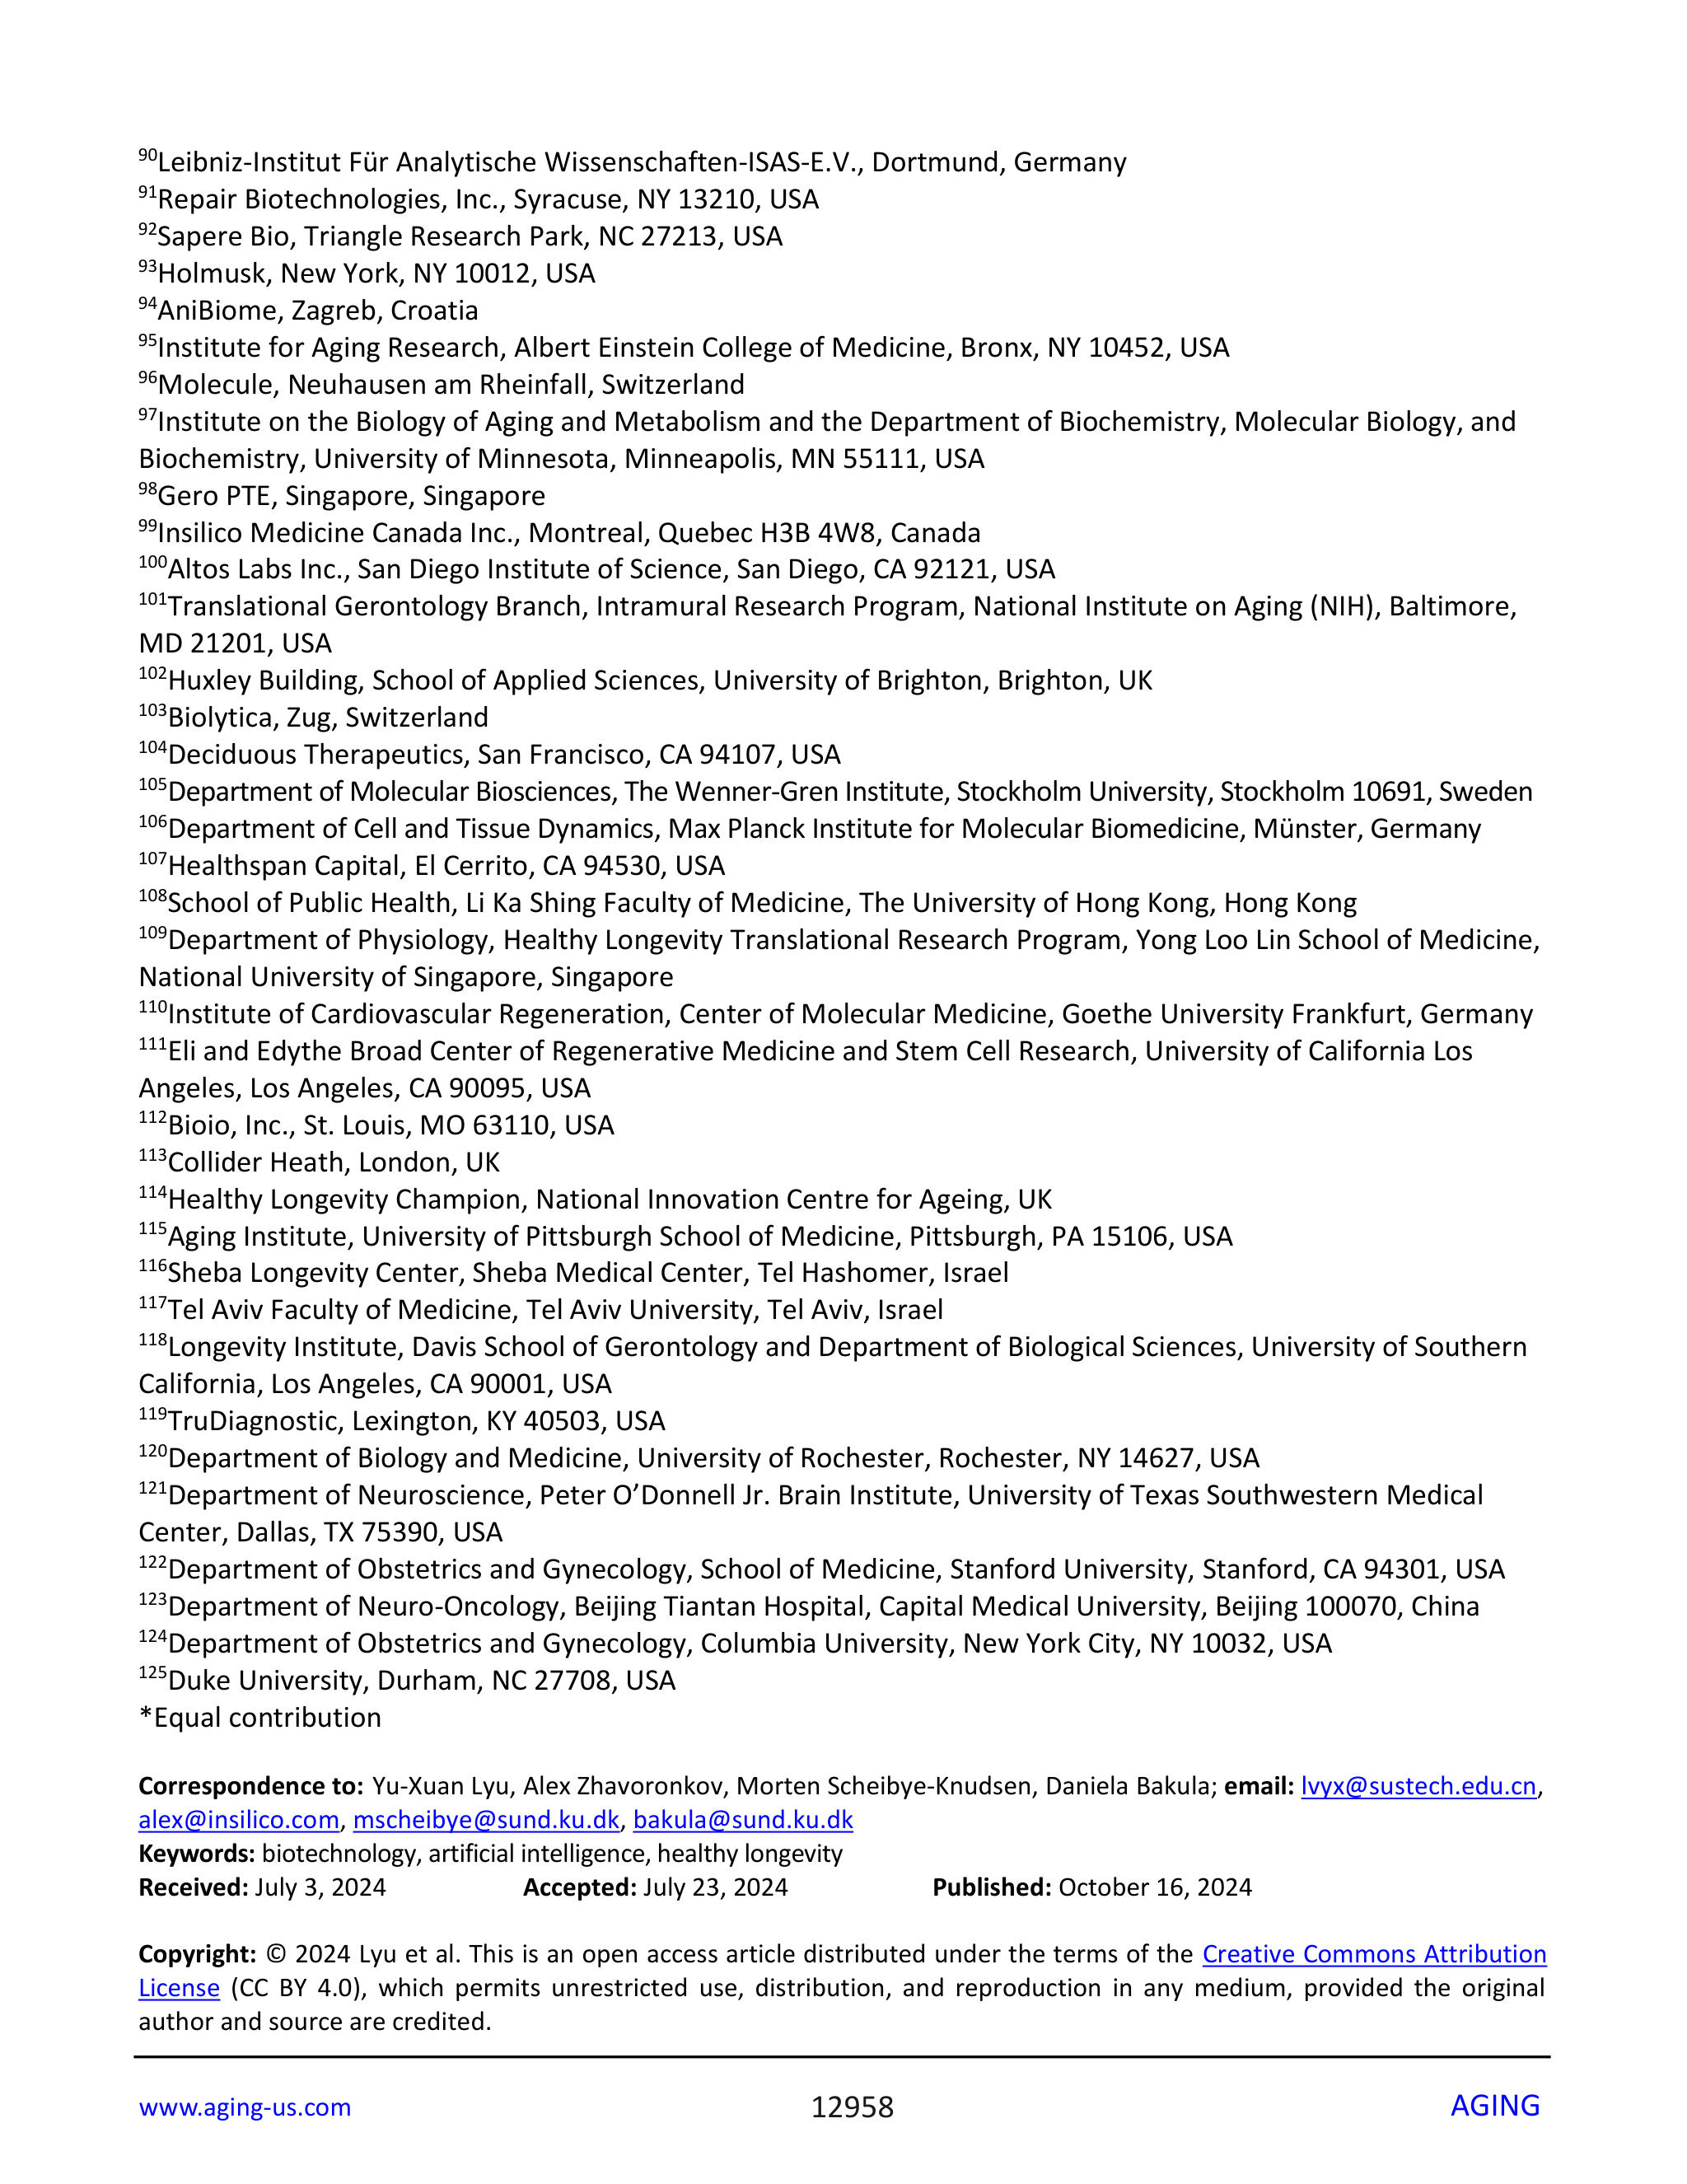 90Leibniz-Institut Für Analytische Wissenschaften-ISAS-E.V., Dortmund, Germany
91Repair Biotechnologies, Inc., Syracuse, NY 13210, USA
92Sapere Bio, Triangle Research Park, NC 27213, USA
93Holmusk, New York, NY 10012, USA
94AniBiome, Zagreb, Croatia
95Institute for Aging Research, Albert Einstein College of Medicine, Bronx, NY 10452, USA
96Molecule, Neuhausen am Rheinfall, Switzerland
97Institute on the Biology of Aging and Metabolism and the Department of Biochemistry, Molecular Biology, and
Biochemistry, University of Minnesota, Minneapolis, MN 55111, USA
98Gero PTE, Singapore, Singapore
99Insilico Medicine Canada Inc., Montreal, Quebec H3B 4W8, Canada
100Altos Labs Inc., San Diego Institute of Science, San Diego, CA 92121, USA
101Translational Gerontology Branch, Intramural Research Program, National Institute on Aging (NIH), Baltimore,
MD 21201, USA
102Huxley Building, School of Applied Sciences, University of Brighton, Brighton, UK
103Biolytica, Zug, Switzerland
104Deciduous Therapeutics, San Francisco, CA 94107, USA
105Department of Molecular Biosciences, The Wenner-Gren Institute, Stockholm University, Stockholm 10691, Sweden
106Department of Cell and Tissue Dynamics, Max Planck Institute for Molecular Biomedicine, Münster, Germany
107Healthspan Capital, El Cerrito, CA 94530, USA
108School of Public Health, Li Ka Shing Faculty of Medicine, The University of Hong Kong, Hong Kong
109Department of Physiology, Healthy Longevity Translational Research Program, Yong Loo Lin School of Medicine,
National University of Singapore, Singapore
110Institute of Cardiovascular Regeneration, Center of Molecular Medicine, Goethe University Frankfurt, Germany
111Eli and Edythe Broad Center of Regenerative Medicine and Stem Cell Research, University of California Los
Angeles, Los Angeles, CA 90095, USA
112Bioio, Inc., St. Louis, MO 63110, USA
113Collider Heath, London, UK
114Healthy Longevity Champion, National Innovation Centre for Ageing, UK
115Aging Institute, University of Pittsburgh School of Medicine, Pittsburgh, PA 15106, USA
116Sheba Longevity Center, Sheba Medical Center, Tel Hashomer, Israel
117Tel Aviv Faculty of Medicine, Tel Aviv University, Tel Aviv, Israel
118Longevity Institute, Davis School of Gerontology and Department of Biological Sciences, University of Southern
California, Los Angeles, CA 90001, USA
119TruDiagnostic, Lexington, KY 40503, USA
120Department of Biology and Medicine, University of Rochester, Rochester, NY 14627, USA
121Department of Neuroscience, Peter O’Donnell Jr. Brain Institute, University of Texas Southwestern Medical
Center, Dallas, TX 75390, USA
122Department of Obstetrics and Gynecology, School of Medicine, Stanford University, Stanford, CA 94301, USA
123Department of Neuro-Oncology, Beijing Tiantan Hospital, Capital Medical University, Beijing 100070, China
124Department of Obstetrics and Gynecology, Columbia University, New York City, NY 10032, USA
125Duke University, Durham, NC 27708, USA
*Equal contribution
Correspondence to: Yu-Xuan Lyu, Alex Zhavoronkov, Morten Scheibye-Knudsen, Daniela Bakula; email: lvyx@sustech.edu.cn,
alex@insilico.com, mscheibye@sund.ku.dk, bakula@sund.ku.dk
Keywords: biotechnology, artificial intelligence, healthy longevity
Received: July 3, 2024 Accepted: July 23, 2024 Published: October 16, 2024
Copyright: © 2024 Lyu et al. This is an open access article distributed under the terms of the Creative Commons Attribution
License (CC BY 4.0), which permits unrestricted use, distribution, and reproduction in any medium, provided the original
author and source are credited.
www.aging-us.com 12958 AGING